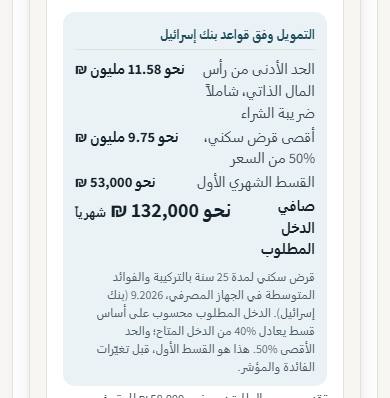 التمويل وفق قواعد بنك إسرائيل
الحد الأدنى من رأس المال الذاتي، شاملاً ضريبة الشراء نحو 11.58 مليون ₪
أقصى قرض سكني، 50% من السعر نحو 9.75 مليون ₪
القسط الشهري الأول نحو 53,000 ₪
صافي الدخل المطلوب نحو 132,000 ₪ شهرياً
قرض سكني لمدة 25 سنة بالتركيبة والفوائد
المتوسطة في الجهاز المصرفي، 9.2026 (بنك
إسرائيل). الدخل المطلوب محسوب على أساس
قسط يعادل 40% من الدخل المتاح؛ والحد
الأقصى 50%. هذا هو القسط الأول، قبل تغيّرات
الفائدة والمؤشر.